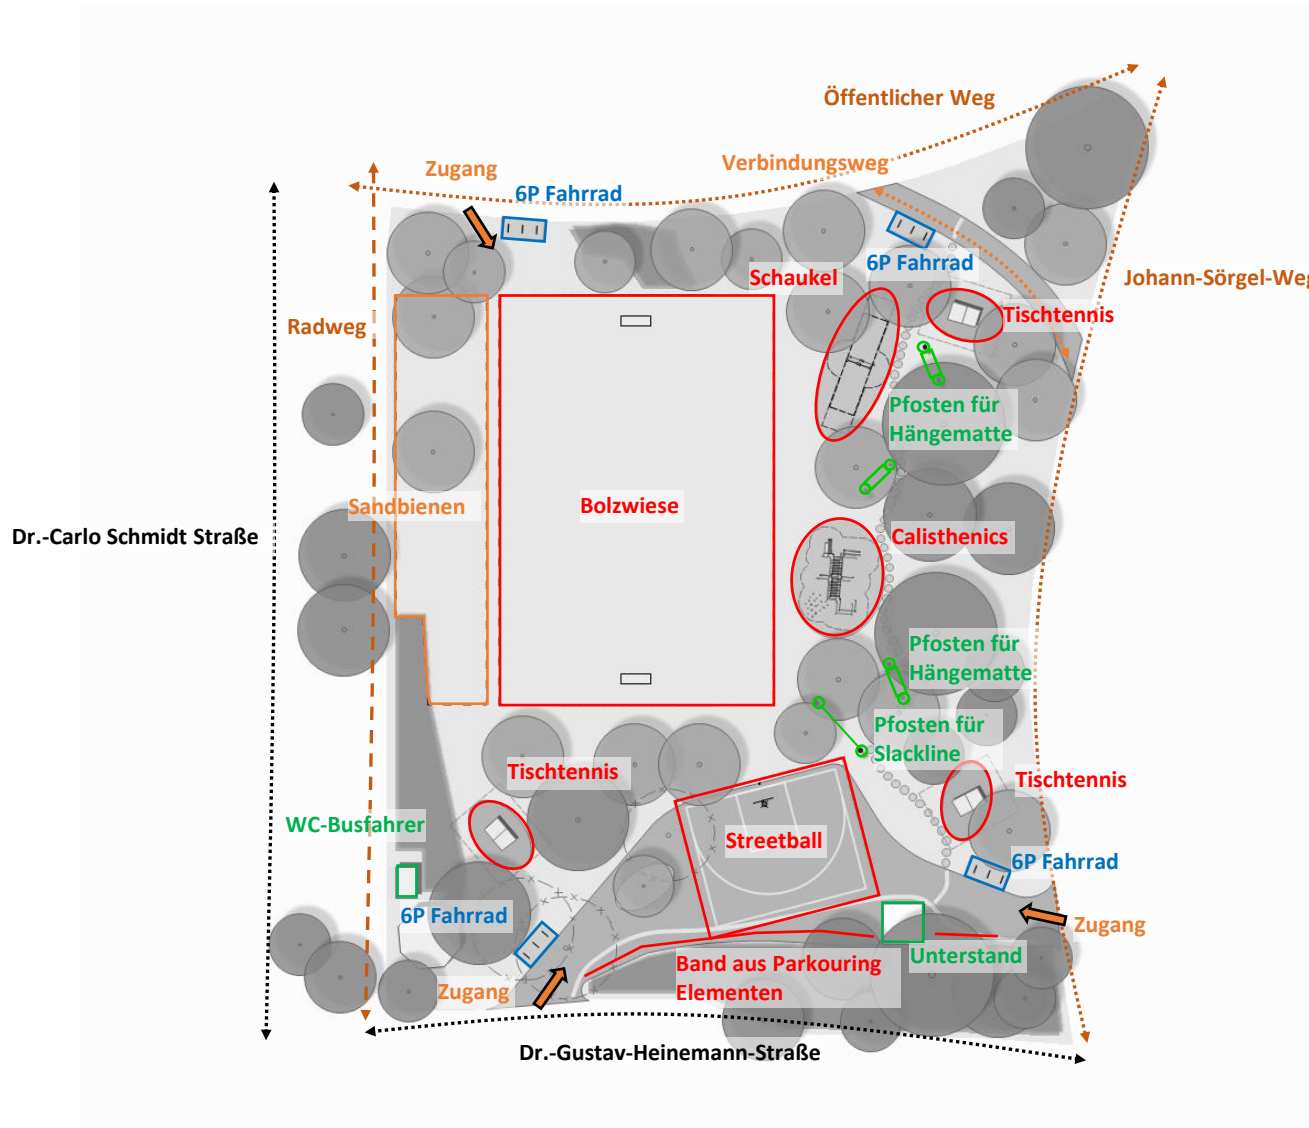 Öffentlicher Weg
Verbindungsweg
Zugang
6P Fahrrad
6P Fahrrad
Schaukel
Johann-Sörgel-Weg
Tischtennis
Radweg
Pfosten für
Hängematte
Sandbienen
Bolzwiese
Dr.-Carlo Schmidt Straße
Calisthenics
Pfosten für
Hängematte
Pfosten für
Slackline
Tischtennis
Tischtennis
WC-Busfahrer
Streetball
6P Fahrrad
6P Fahrrad
Zugang
Unterstand
Band aus Parkouring
Elementen
Zugang
Dr.-Gustav-Heinemann-Straße